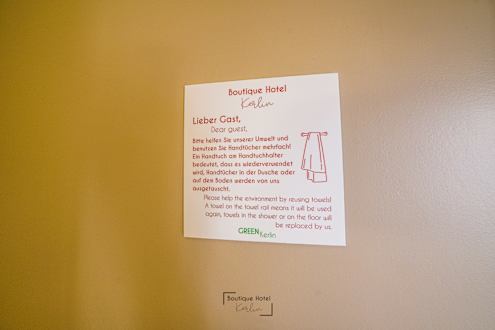 Boutique Hotel
Kerlin
Lieber Gast,
Dear guest,
Bitte helfen Sie unserer Umwelt und
benutzen Sie Handtücher mehrfach!
Ein Handtuch am Handtuchhalter
bedeutet, dass es wiederverwendet
wird, Handtücher in der Dusche oder
auf dem Boden werden von uns
ausgetauscht.
Please help the environment by reusing towels!
A towel on the towel rail means it will be used
again, towels in the shower or on the floor will
be replaced by us.
GREEN Kerlin
Boutique Hotel
Kerlin